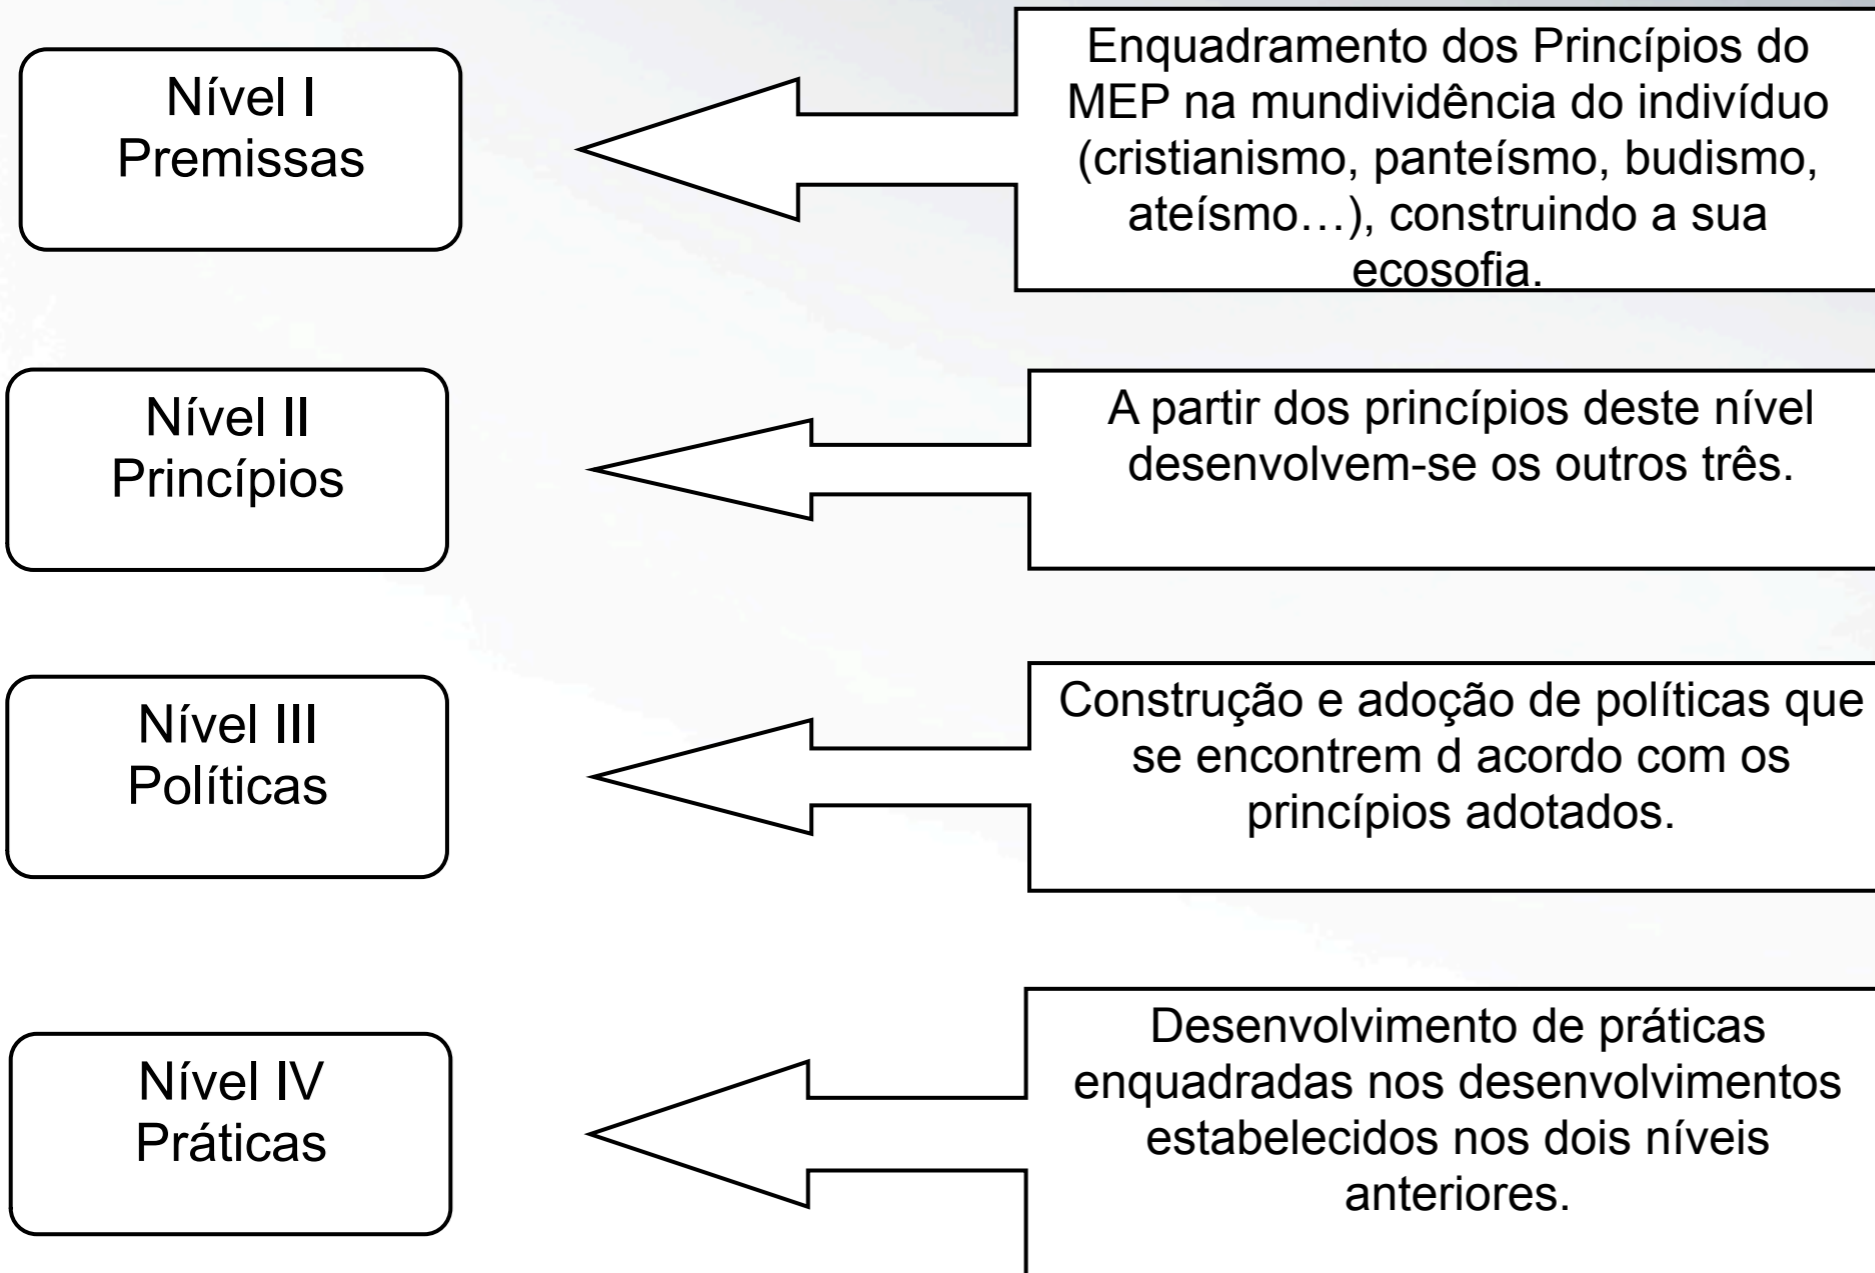 Nível I
Premissas
Enquadramento dos Princípios do
MEP na mundividência do indivíduo
(cristianismo, panteísmo, budismo,
ateísmo…), construindo a sua
ecosofia.
Nível II
Princípios
A partir dos princípios deste nível
desenvolvem-se os outros três.
Nível III
Políticas
Construção e adoção de políticas que
se encontrem d acordo com os
princípios adotados.
Nível IV
Práticas
Desenvolvimento de práticas
enquadradas nos desenvolvimentos
estabelecidos nos dois níveis
anteriores.